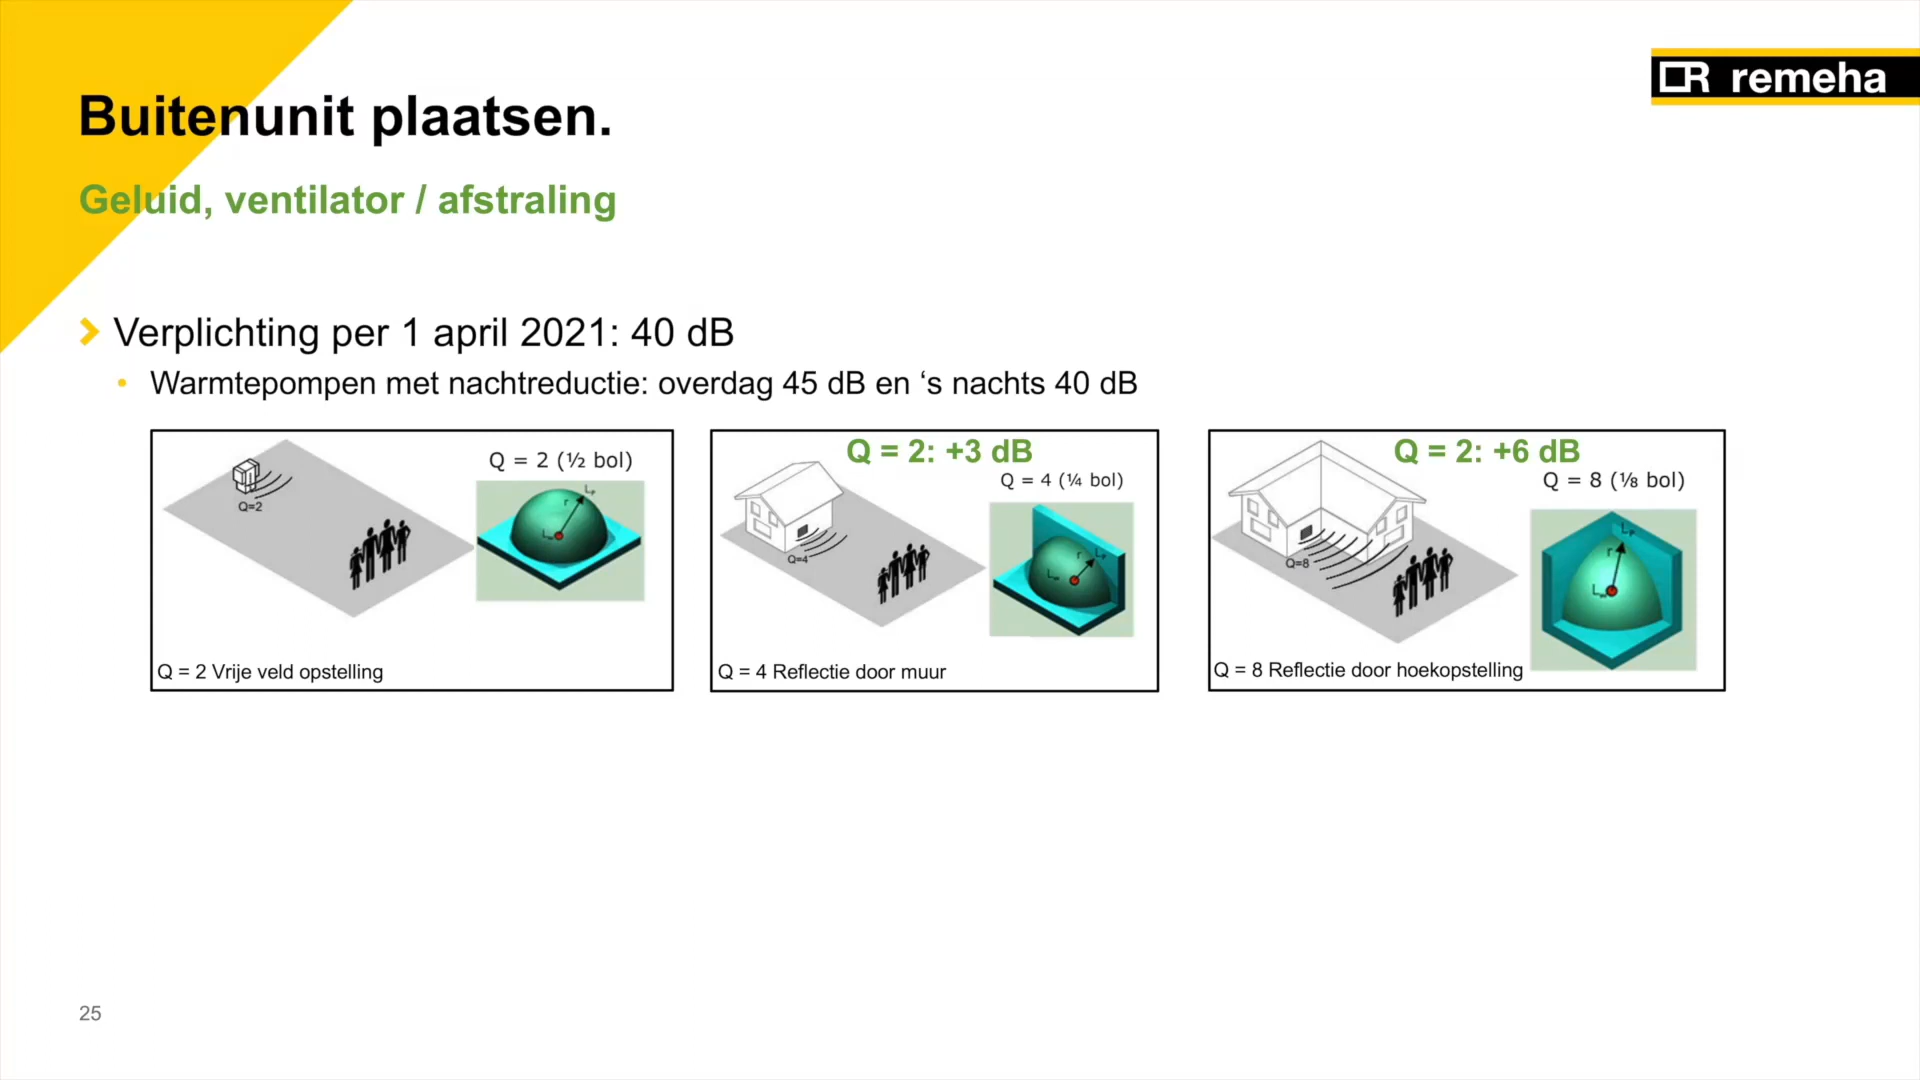 remeha
Buitenunit plaatsen.
Geluid, ventilator / afstraling
Verplichting per 1 april 2021: 40 dB
• Warmtepompen met nachtreductie: overdag 45 dB en ‘s nachts 40 dB
Q = 2 (½ bol)
Q=2
r
Lw
Q = 2 Vrije veld opstelling
Q = 2: +3 dB
Q = 4 (¼ bol)
Q=4
r
Lw
Q = 4 Reflectie door muur
Q = 2: +6 dB
Q = 8 (⅛ bol)
Q=8
r
Lw
Q = 8 Reflectie door hoekopstelling
25